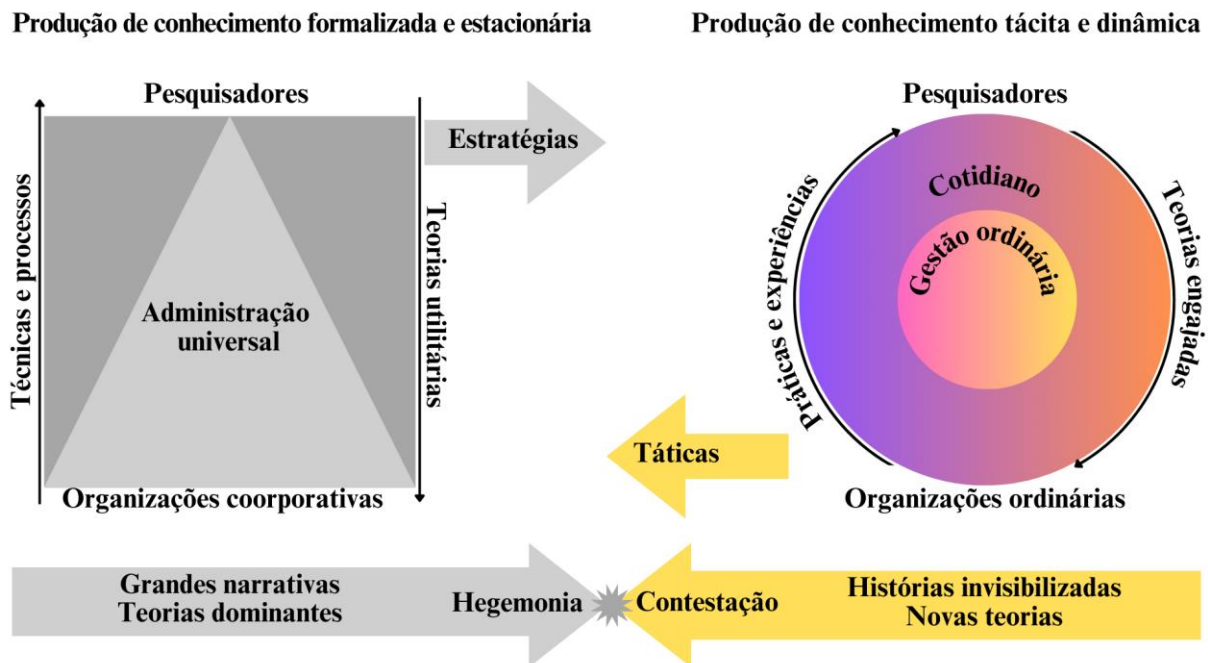 Produção de conhecimento formalizada e estacionária
Produção de conhecimento tácita e dinâmica
Pesquisadores
Técnicas e processos
Administração
universal
Teorias utilitárias
Organizações coorporativas
Estratégias
Táticas
Pesquisadores
Práticas e experiências
Cotidiano
Gestão ordinária
Teorias engajadas
Organizações ordinárias
Grandes narrativas
Teorias dominantes
Hegemonia
Contestação
Histórias invisibilizadas
Novas teorias